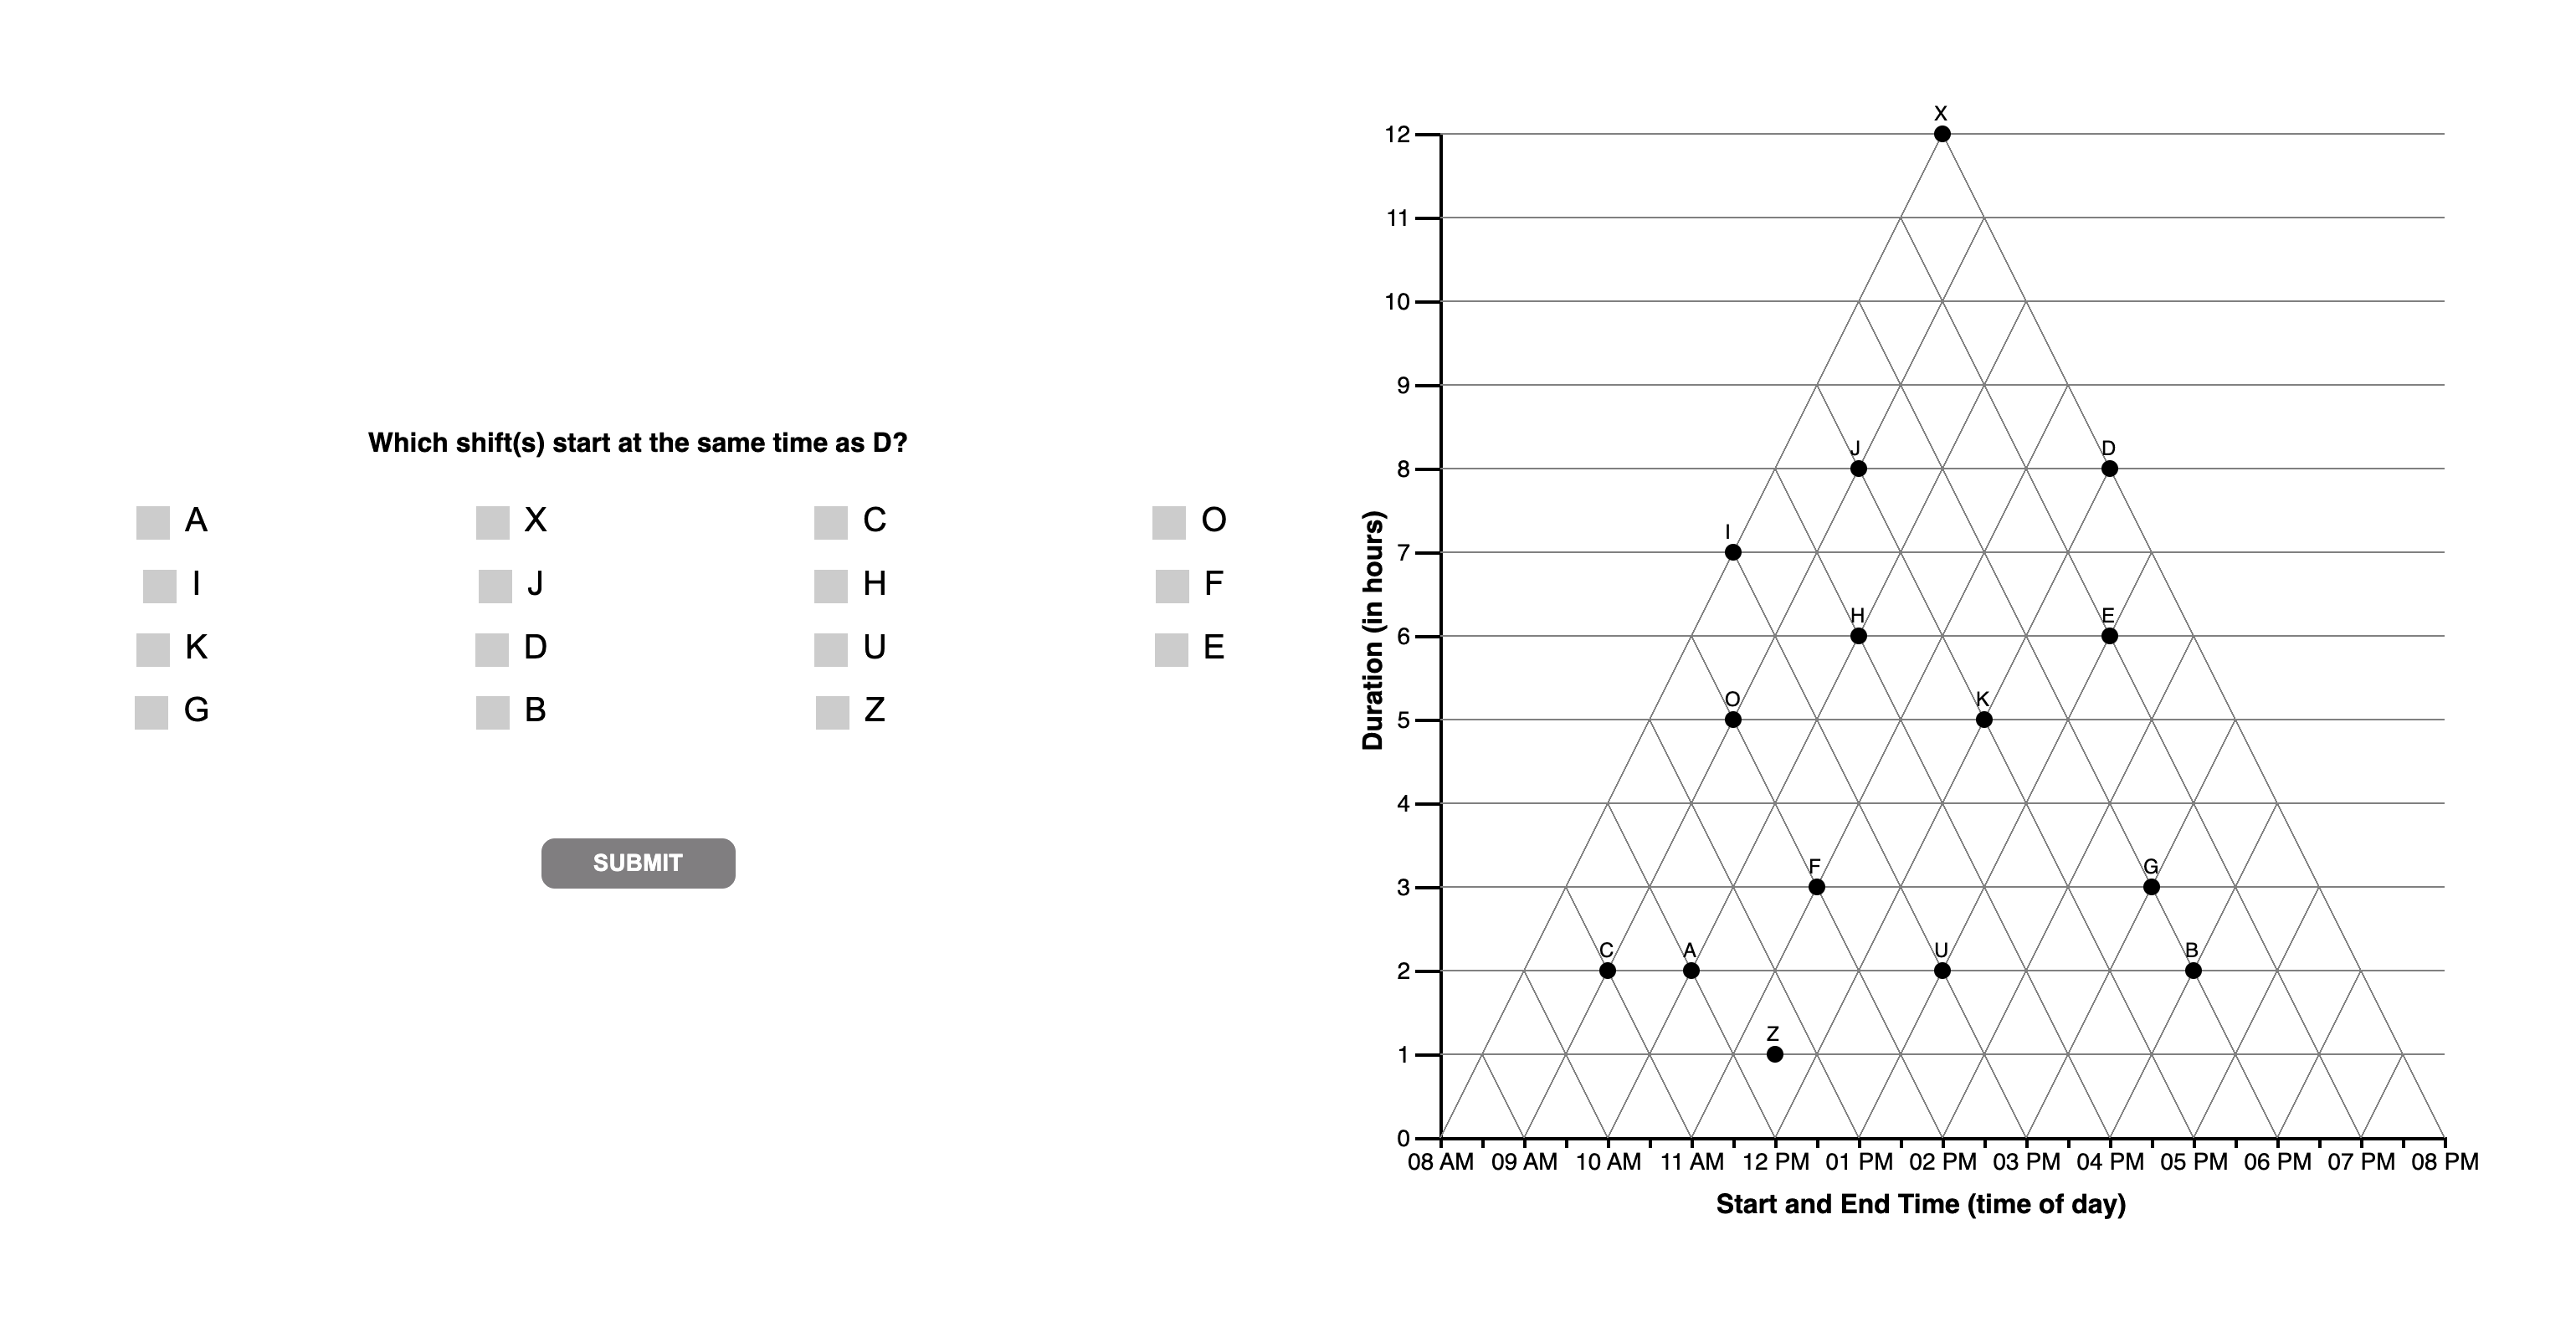 Which shift(s) start at the same time as D?
A
X
C
O
I
J
H
F
K
D
U
E
G
B
Z
SUBMIT
Duration (in hours)
12
11
10
9
8
7
6
5
4
3
2
1
0
X
J
D
I
H
E
O
K
F
G
C
A
U
B
Z
08 AM 09 AM 10 AM 11 AM 12 PM 01 PM 02 PM 03 PM 04 PM 05 PM 06 PM 07 PM 08 PM
Start and End Time (time of day)